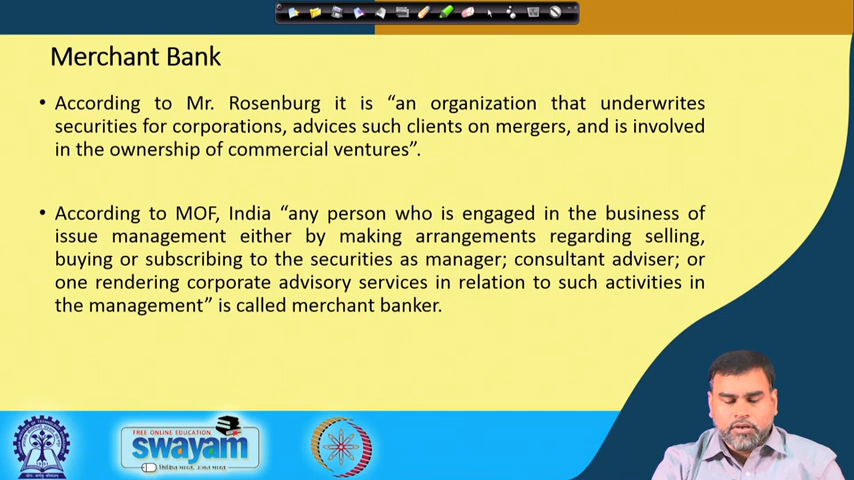 Merchant Bank
• According to Mr. Rosenburg it is “an organization that underwrites
securities for corporations, advices such clients on mergers, and is involved
in the ownership of commercial ventures”.
• According to MOF, India “any person who is engaged in the business of
issue management either by making arrangements regarding selling,
buying or subscribing to the securities as manager; consultant adviser; or
one rendering corporate advisory services in relation to such activities in
the management” is called merchant banker.
FREE ONLINE EDUCATION
swayam